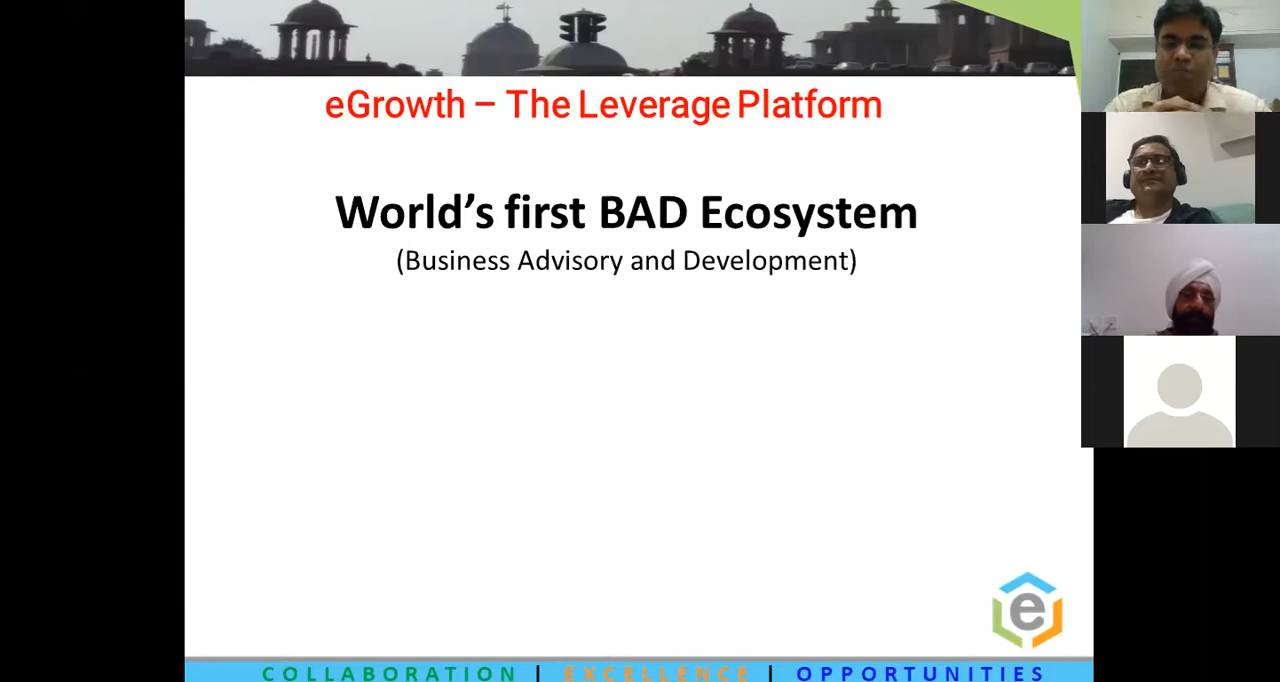 eGrowth – The Leverage Platform
World's first BAD Ecosystem
(Business Advisory and Development)
e
COLLABORATION | EXCELLENCE | OPPORTUNITIES